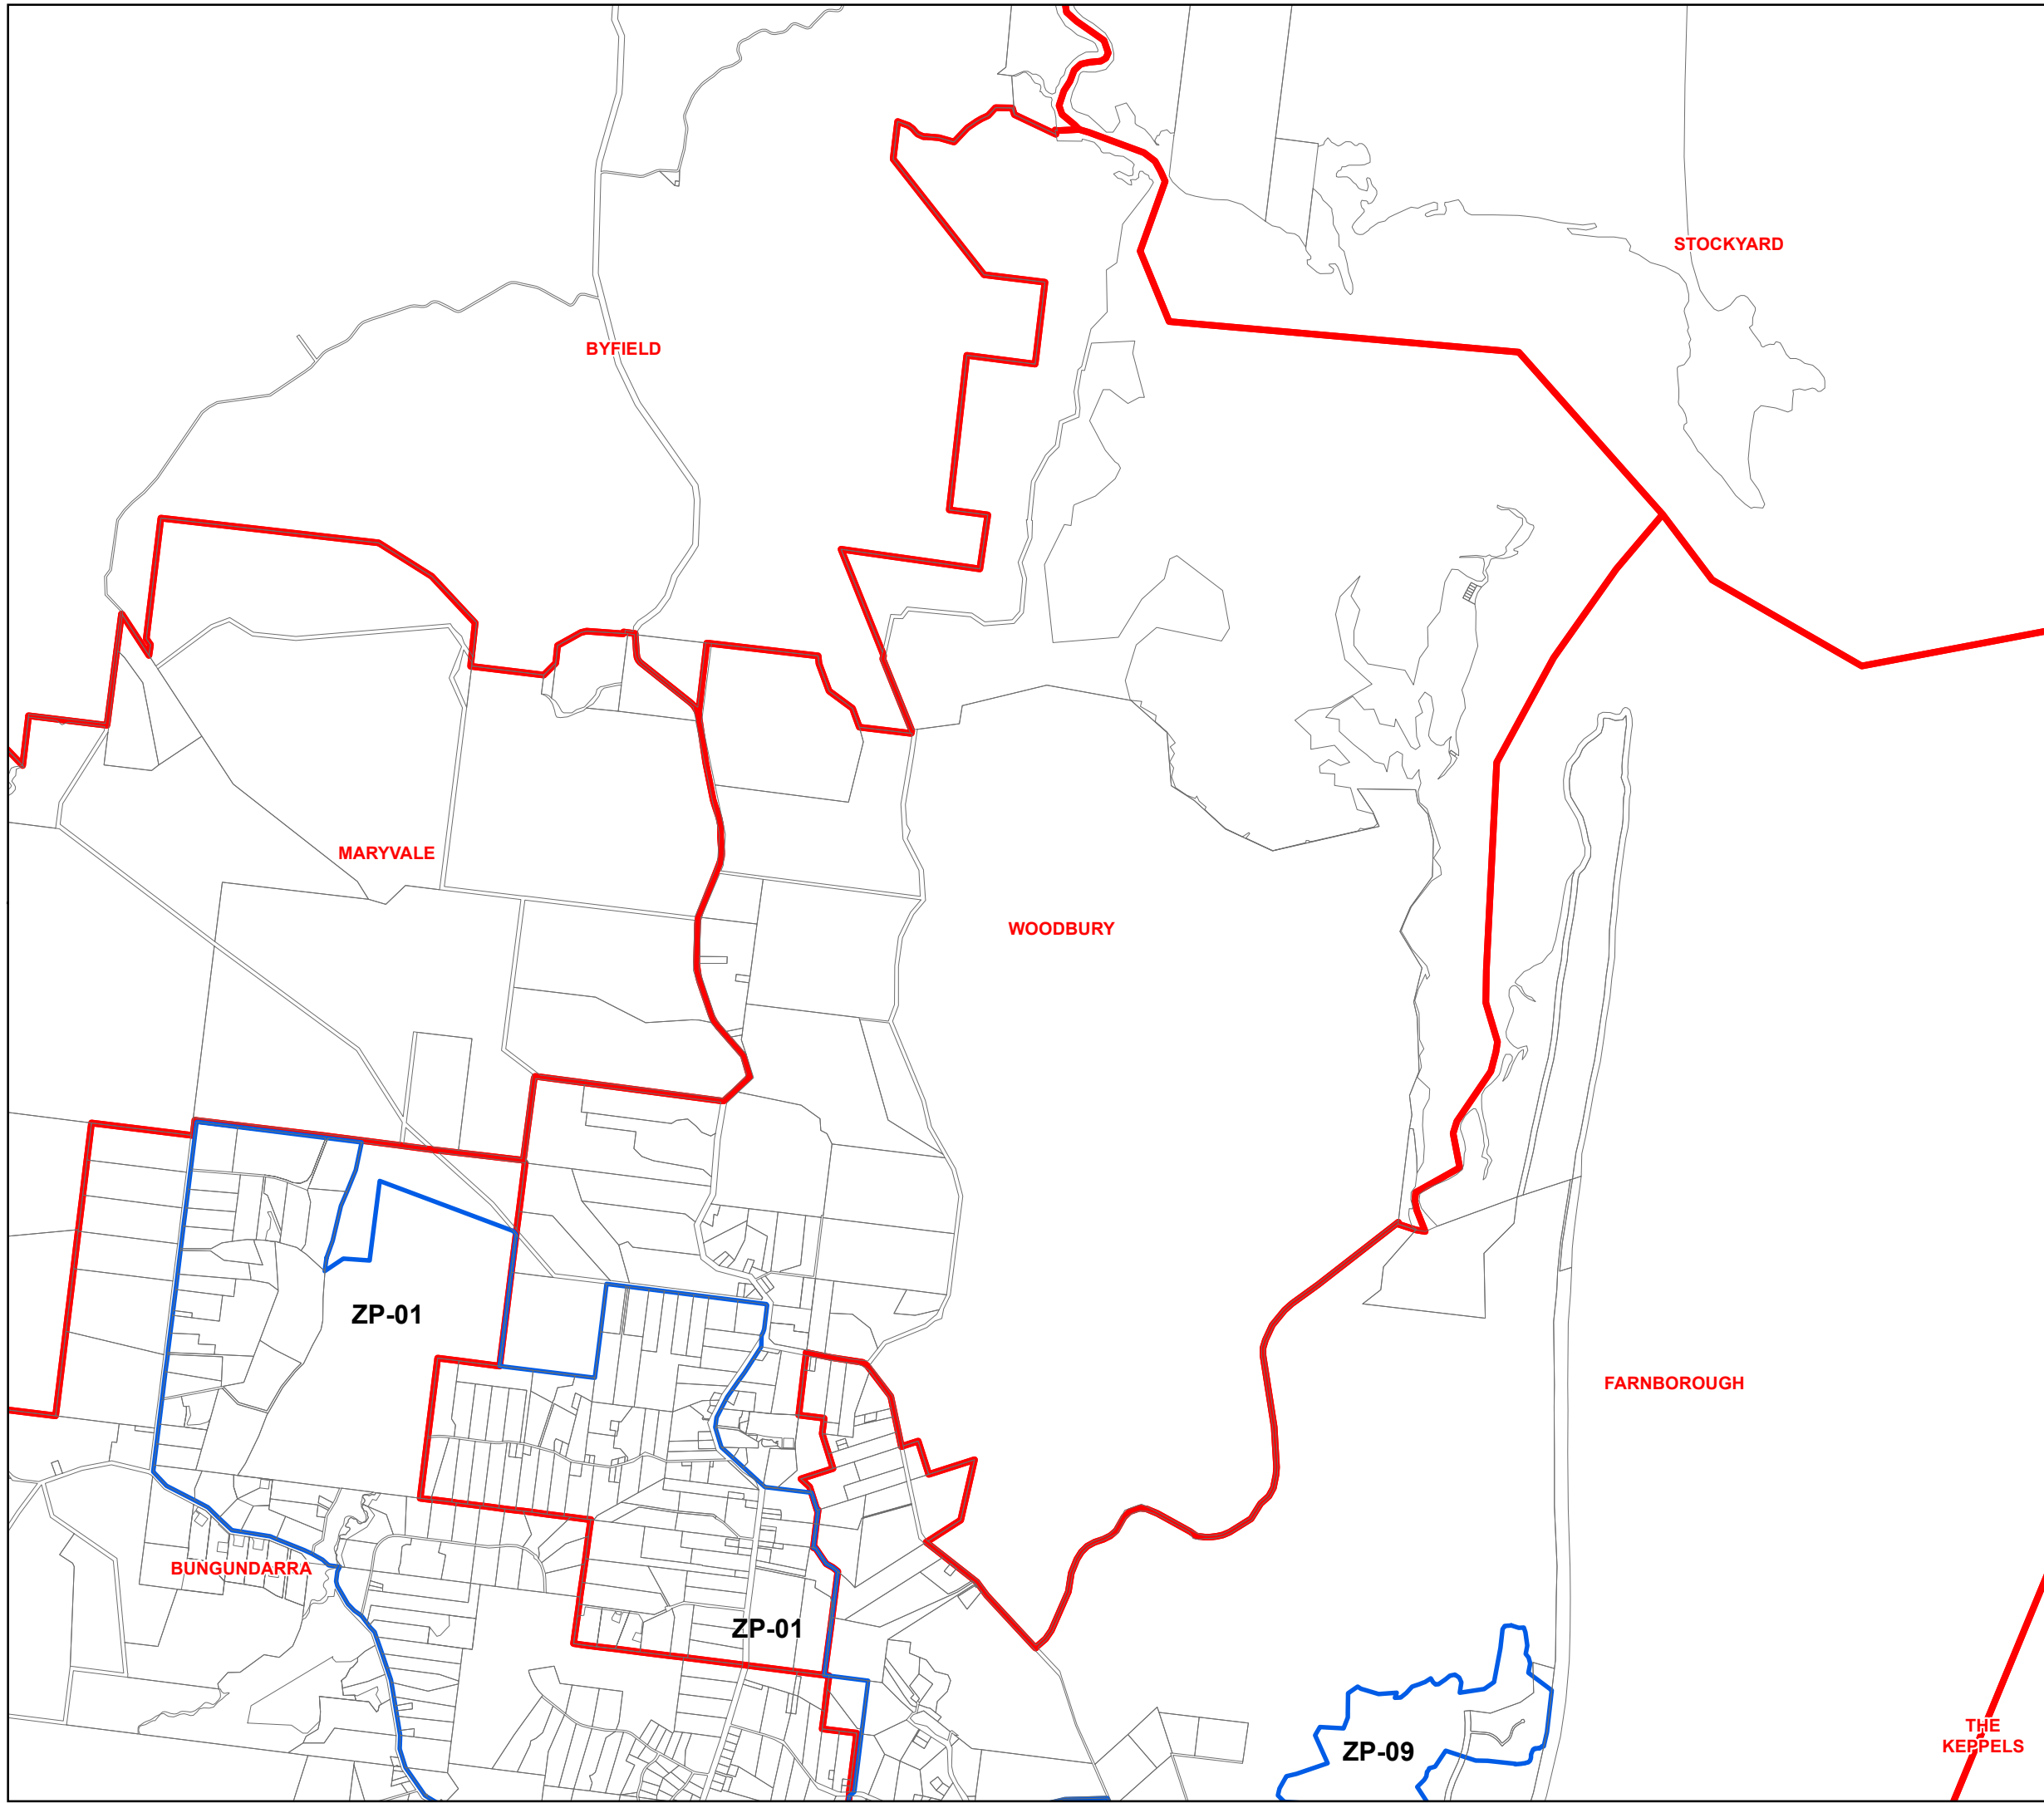 STOCKYARD
BYFIELD
MARYVALE
WOODBURY
ZP-01
FARNBOROUGH
BUNGUNDARRA
ZP-01
THE
KEPPELS
ZP-09